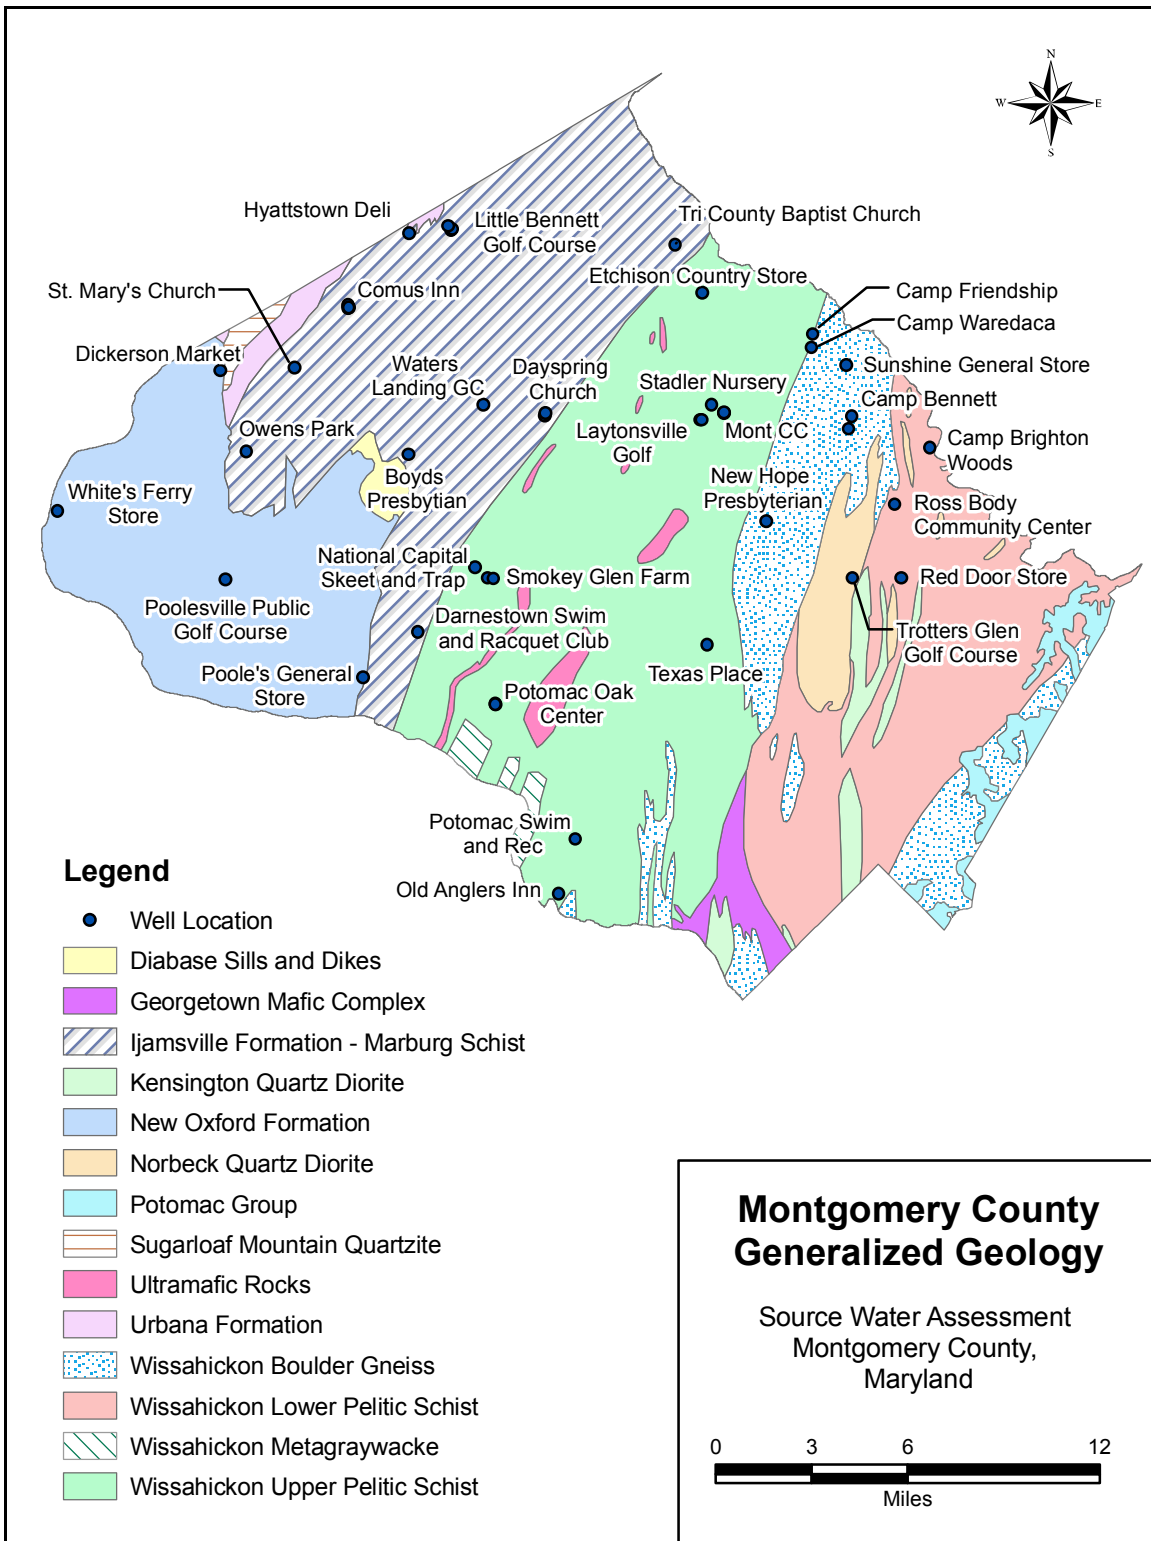 N
W
E
S
Hyattstown Deli
Little Bennett
Golf Course
Tri County Baptist Church
St. Mary's Church
Comus Inn
Etchison Country Store
Camp Friendship
Camp Waredaca
Dickerson Market
Waters
Landing GC
Dayspring
Church
Stadler Nursery
Sunshine General Store
Camp Bennett
Owens Park
Laytonsville
Golf
Mont CC
Camp Brighton
Woods
Boyds
Presbytian
New Hope
Presbyterian
White's Ferry
Store
Ross Body
Community Center
National Capital
Skeet and Trap
Smokey Glen Farm
Red Door Store
Poolesville Public
Golf Course
Darnestown Swim
and Racquet Club
Trotters Glen
Golf Course
Poole's General
Store
Texas Place
Potomac Oak
Center
Potomac Swim
and Rec
Old Anglers Inn
Legend
Well Location
Diabase Sills and Dikes
Georgetown Mafic Complex
Ijamsville Formation - Marburg Schist
Kensington Quartz Diorite
New Oxford Formation
Norbeck Quartz Diorite
Potomac Group
Sugarloaf Mountain Quartzite
Ultramafic Rocks
Urbana Formation
Wissahickon Boulder Gneiss
Wissahickon Lower Pelitic Schist
Wissahickon Metagraywacke
Wissahickon Upper Pelitic Schist
Montgomery County
Generalized Geology
Source Water Assessment
Montgomery County,
Maryland
0 3 6 12
Miles